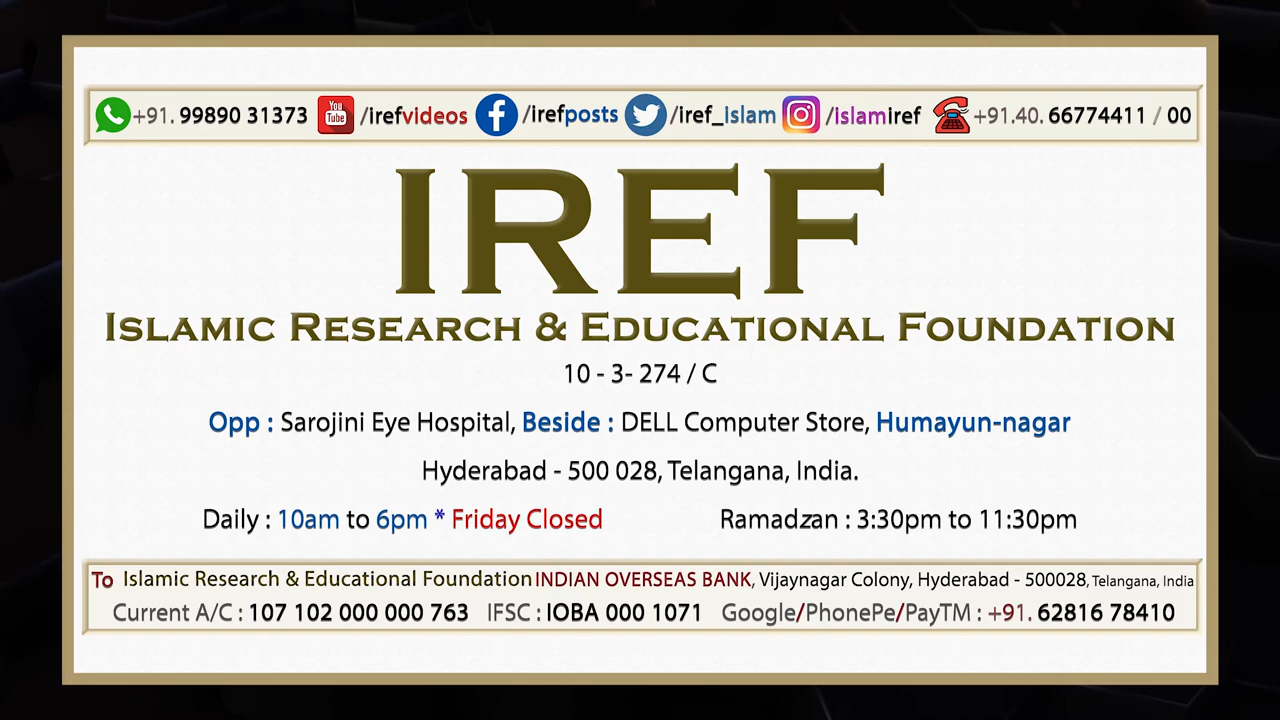 +91. 99890 31373 You Tube /irefvideos /irefposts /iref_islam /islamiref +91.40. 66774411 / 00
IREF
ISLAMIC RESEARCH & EDUCATIONAL FOUNDATION
10 - 3- 274 / C
Opp : Sarojini Eye Hospital, Beside : DELL Computer Store, Humayun-nagar
Hyderabad - 500 028, Telangana, India.
Daily : 10am to 6pm * Friday Closed Ramadzan : 3:30pm to 11:30pm
To Islamic Research & Educational Foundation INDIAN OVERSEAS BANK, Vijaynagar Colony, Hyderabad - 500028, Telangana, India
Current A/C : 107 102 000 000 763 IFSC : IOBA 000 1071 Google/PhonePe/PayTM : +91. 62816 78410